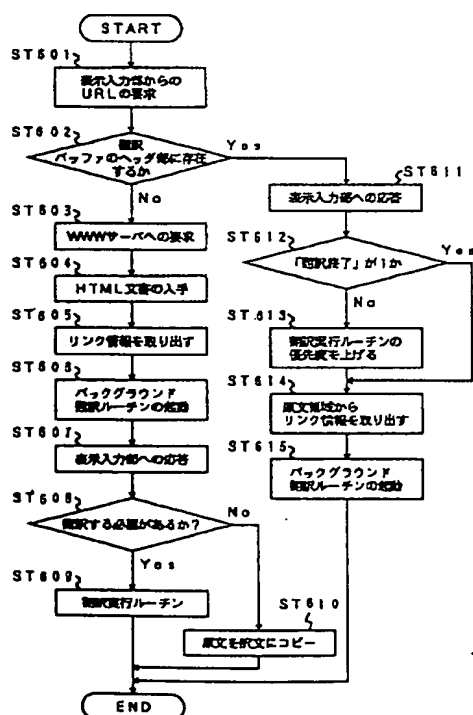 START
ST601
表示入力部からの
URLの要求
ST602
翻訳
バッファのヘッダ部に存在
するか
Yes
No
ST603
WWWサーバへの要求
ST604
HTML文書の入手
ST605
リンク情報を取り出す
ST606
バックグラウンド
翻訳ルーチンの起動
ST607
表示入力部への応答
ST608
翻訳する必要があるか?
No
Yes
ST609
翻訳実行ルーチン
ST610
原文を訳文にコピー
ST611
表示入力部への応答
ST612
「翻訳終了」が1か
Yes
No
ST613
翻訳実行ルーチンの
優先度を上げる
ST614
原文領域から
リンク情報を取り出す
ST615
バックグラウンド
翻訳ルーチンの起動
END